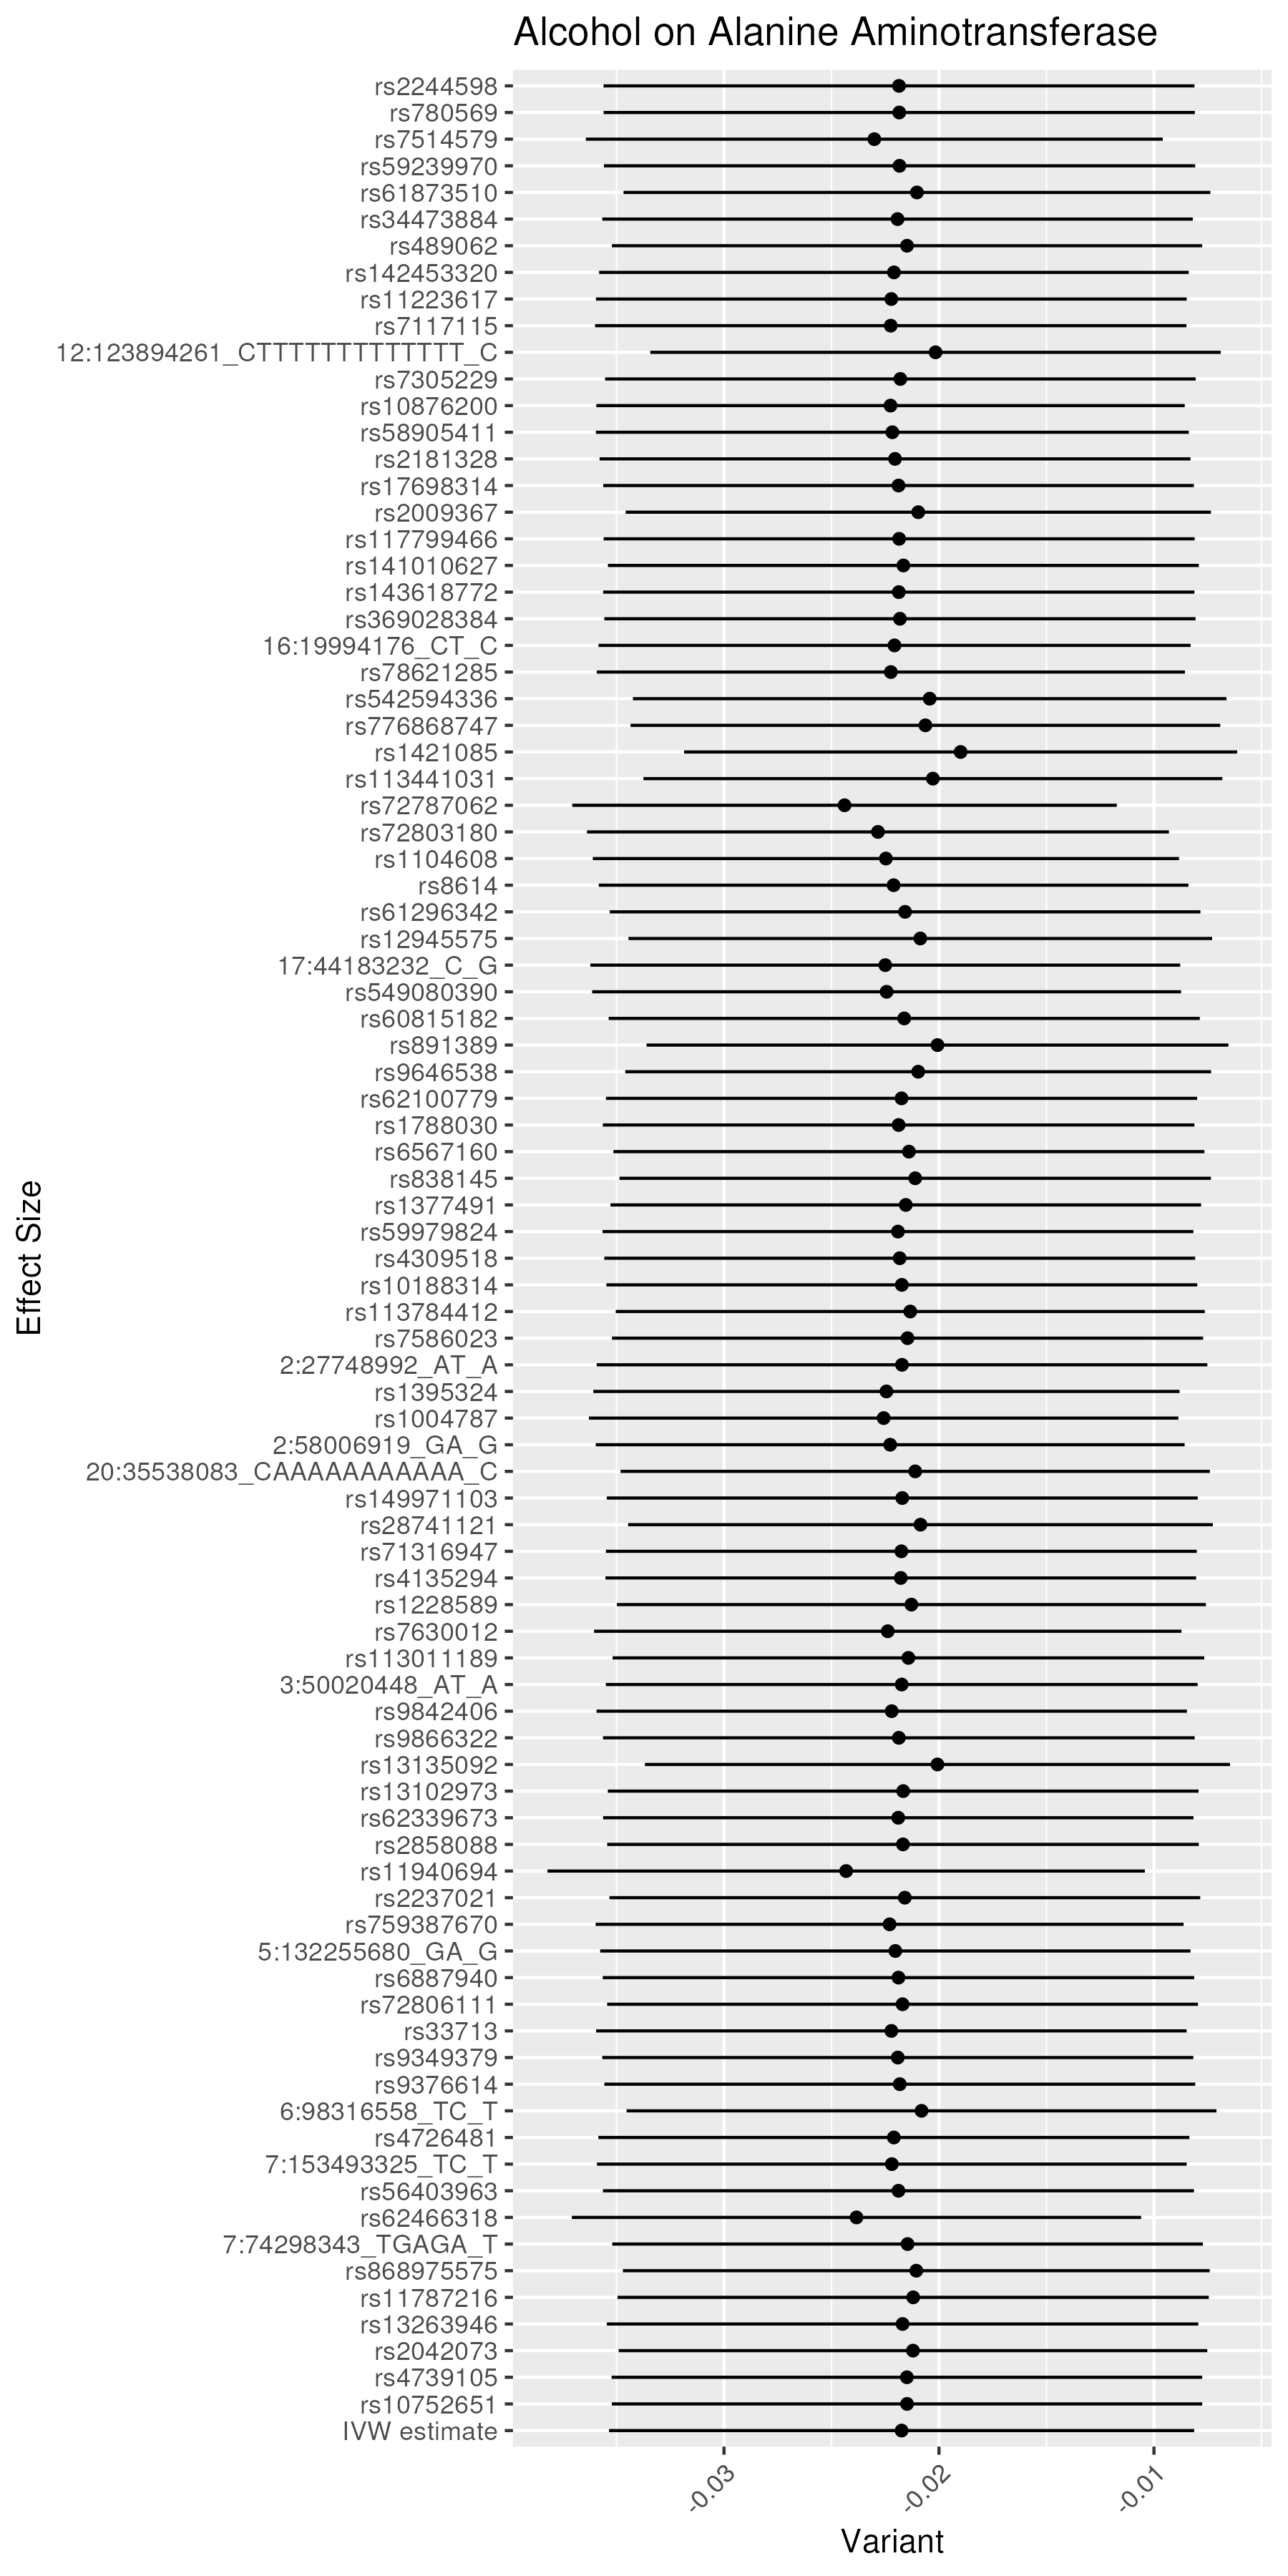 Alcohol on Alanine Aminotransferase
rs2244598
rs780569
rs7514579
rs59239970
rs61873510
rs34473884
rs489062
rs142453320
rs11223617
rs7117115
12:123894261_CTTTTTTTTTTTTT_C
rs7305229
rs10876200
rs58905411
rs2181328
rs17698314
rs2009367
rs117799466
rs141010627
rs143618772
rs369028384
16:19994176_CT_C
rs78621285
rs542594336
rs776868747
rs1421085
rs113441031
rs72787062
rs72803180
rs1104608
rs8614
rs61296342
rs12945575
17:44183232_C_G
rs549080390
rs60815182
rs891389
rs9646538
rs62100779
rs1788030
rs6567160
rs838145
rs1377491
rs59979824
rs4309518
rs10188314
rs113784412
rs7586023
2:27748992_AT_A
rs1395324
rs1004787
2:58006919_GA_G
20:35538083_CAAAAAAAAAAA_C
rs149971103
rs28741121
rs71316947
rs4135294
rs1228589
rs7630012
rs113011189
3:50020448_AT_A
rs9842406
rs9866322
rs13135092
rs13102973
rs62339673
rs2858088
rs11940694
rs2237021
rs759387670
5:132255680_GA_G
rs6887940
rs72806111
rs33713
rs9349379
rs9376614
6:98316558_TC_T
rs4726481
7:153493325_TC_T
rs56403963
rs62466318
7:74298343_TGAGA_T
rs868975575
rs11787216
rs13263946
rs2042073
rs4739105
rs10752651
IVW estimate
Effect Size
-0.03
-0.02
-0.01
Variant